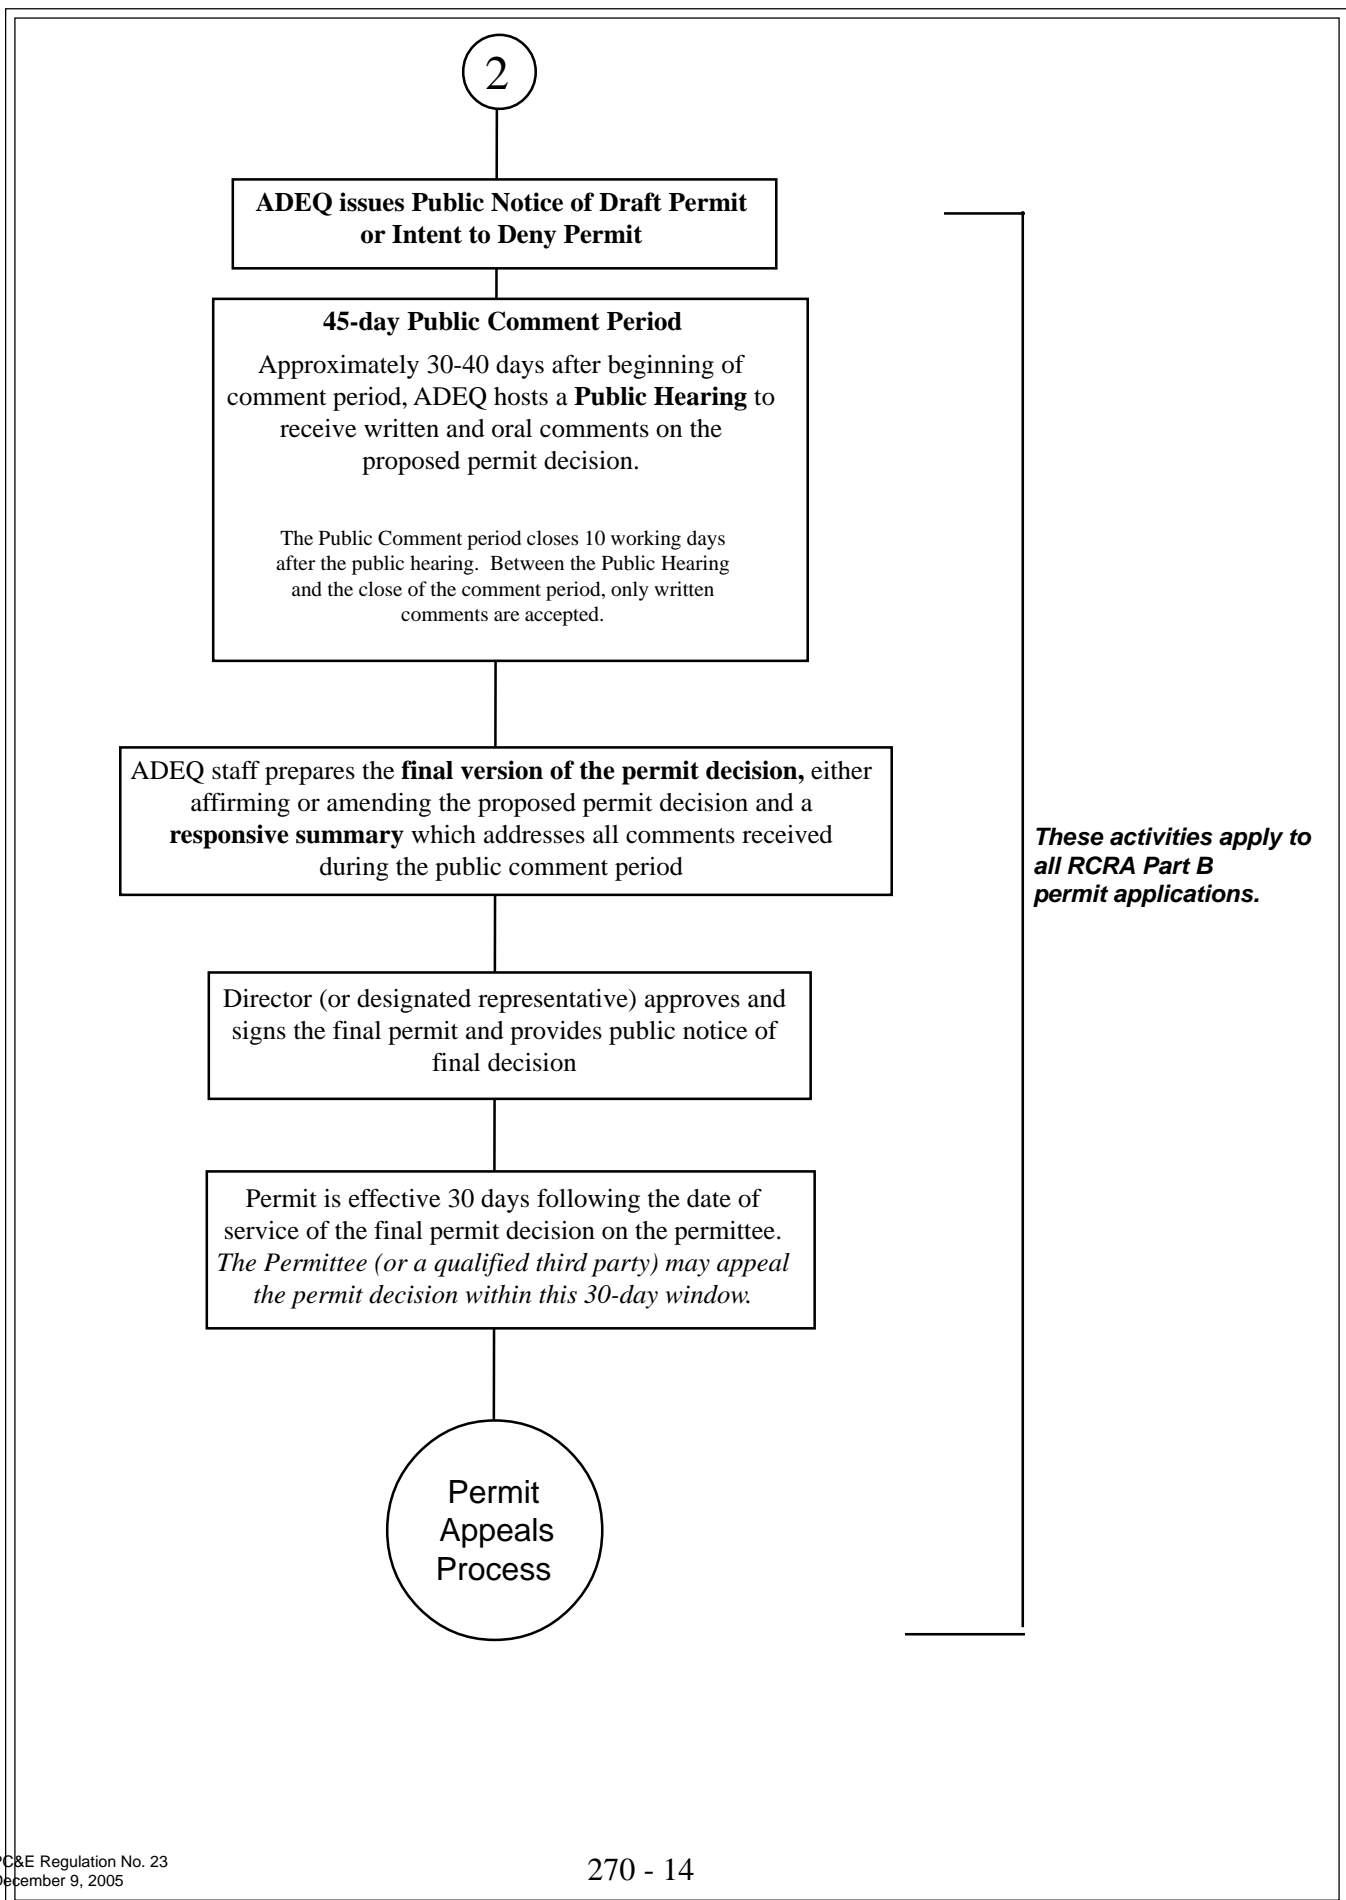 2
ADEQ issues Public Notice of Draft Permit
or Intent to Deny Permit
45-day Public Comment Period
Approximately 30-40 days after beginning of
comment period, ADEQ hosts a Public Hearing to
receive written and oral comments on the
proposed permit decision.
The Public Comment period closes 10 working days
after the public hearing.  Between the Public Hearing
and the close of the comment period, only written
comments are accepted.
ADEQ staff prepares the final version of the permit decision, either
affirming or amending the proposed permit decision and a
responsive summary which addresses all comments received
during the public comment period
These activities apply to
all RCRA Part B
permit applications.
Director (or designated representative) approves and
signs the final permit and provides public notice of
final decision
Permit is effective 30 days following the date of
service of the final permit decision on the permittee.
The Permittee (or a qualified third party) may appeal
the permit decision within this 30-day window.
Permit
Appeals
Process
PC&E Regulation No. 23
December 9, 2005
270 - 14